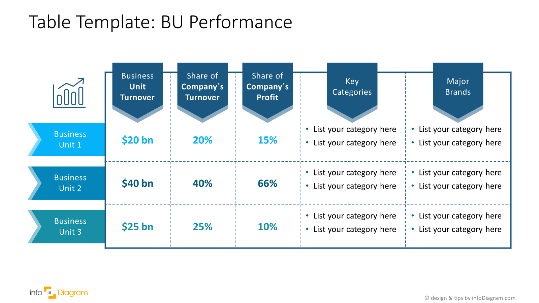 Table Template: BU Performance
Business
Unit
Turnover
Share of
Company`s
Turnover
Share of
Company`s
Profit
Key
Categories
Major
Brands
Business
Unit 1
$20 bn
20%
15%
• List your category here
• List your category here
• List your category here
• List your category here
Business
Unit 2
$40 bn
40%
66%
• List your category here
• List your category here
• List your category here
• List your category here
Business
Unit 3
$25 bn
25%
10%
• List your category here
• List your category here
• List your category here
• List your category here
infoDiagram
© design & tips by infoDiagram.com